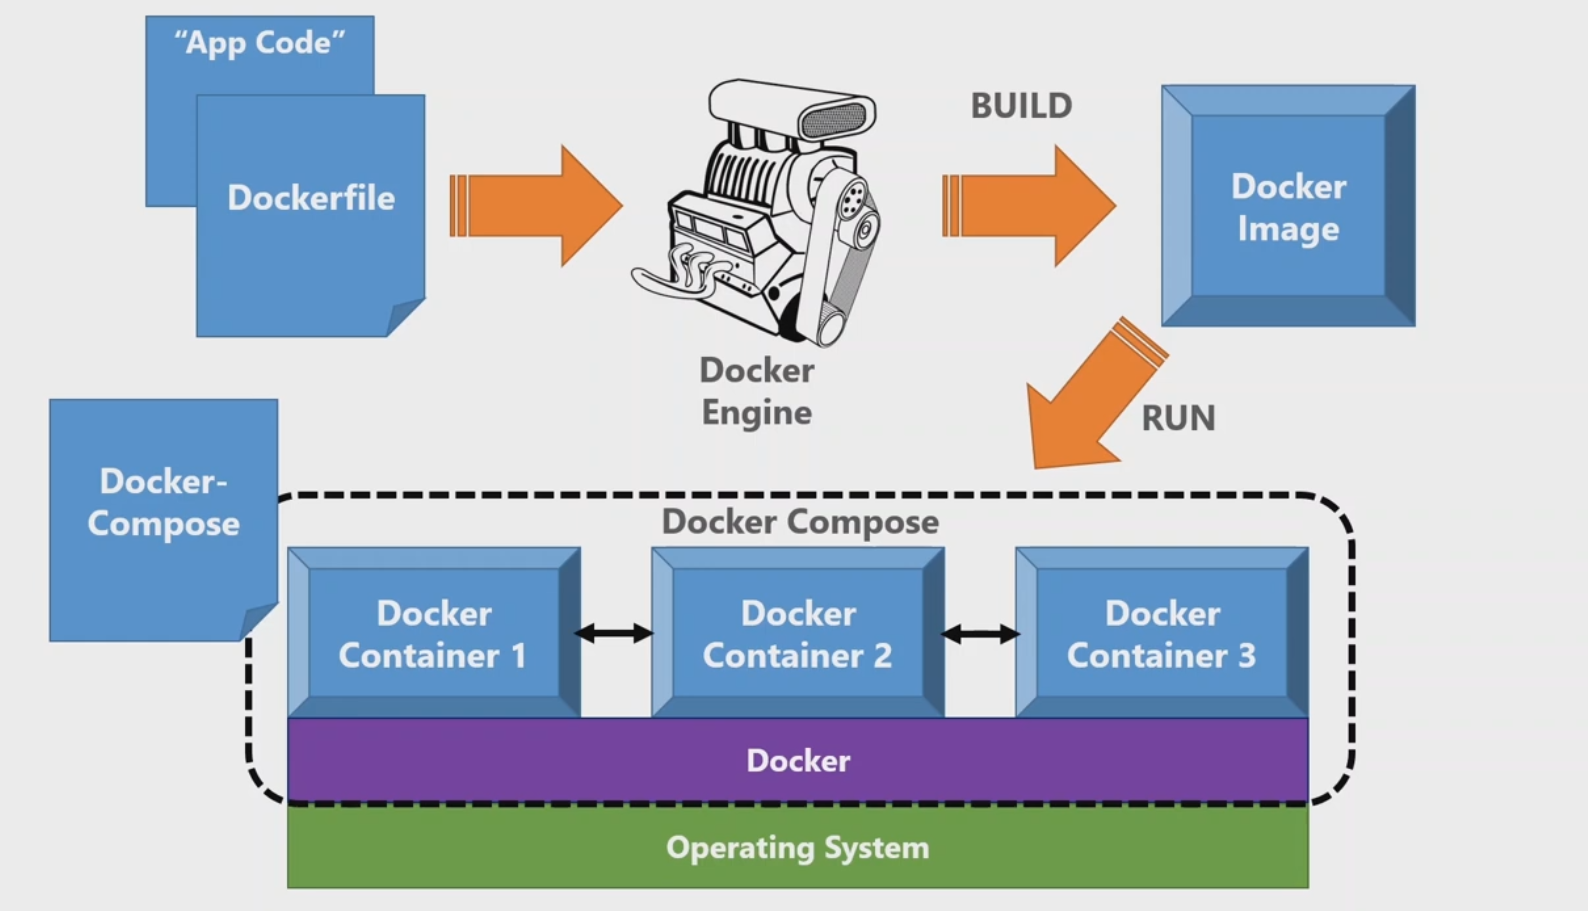 “App Code”
Dockerfile
Docker
Engine
BUILD
Docker
Image
RUN
Docker-
Compose
Docker Compose
Docker
Container 1
Docker
Container 2
Docker
Container 3
Docker
Operating System